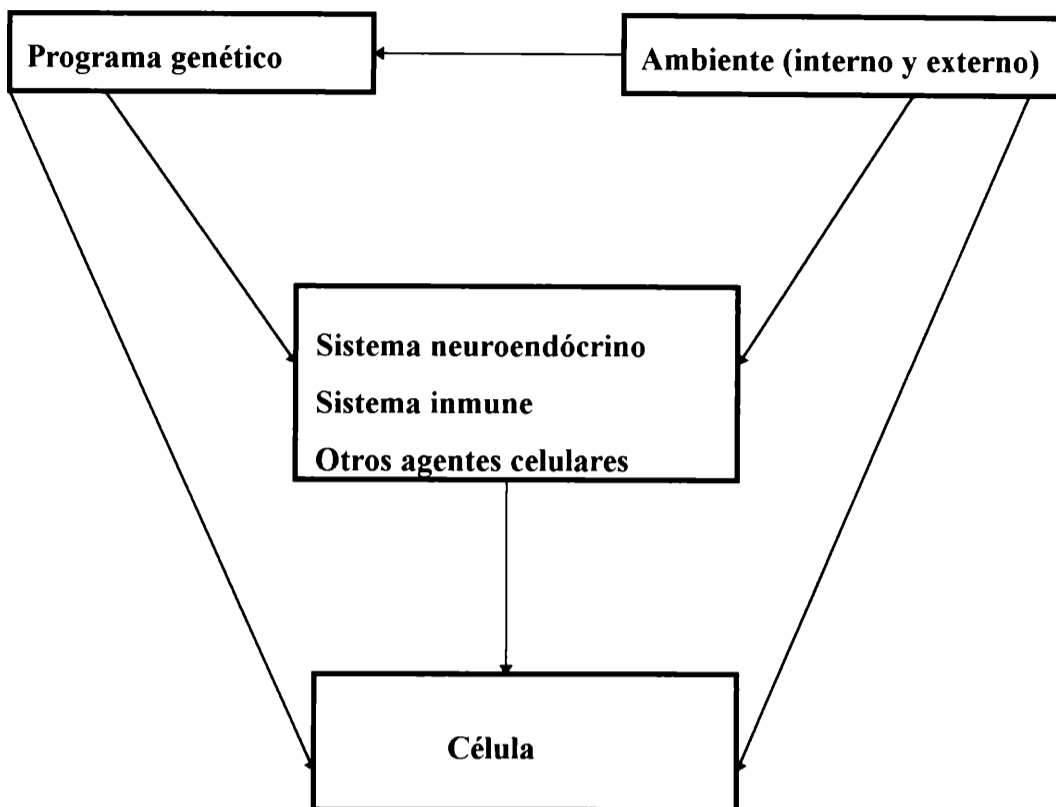 Programa genético
Ambiente (interno y externo)
Sistema neuroendócrino
Sistema inmune
Otros agentes celulares
Célula